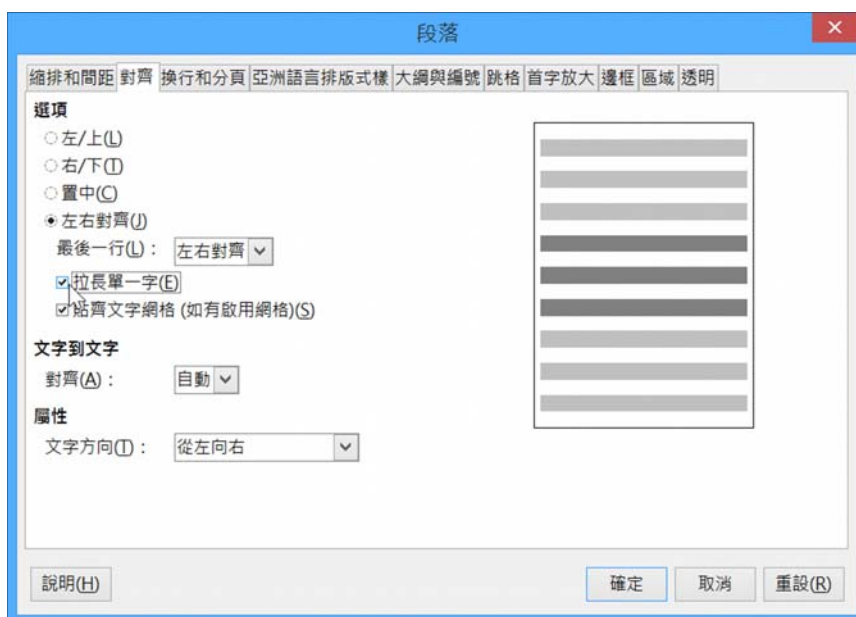 段落
縮排和間距 對齊 換行和分頁 亞洲語言排版式樣 大綱與編號 跳格 首字放大 邊框 區域 透明
選項
左/上(L)
右/下(T)
置中(C)
左右對齊(J)
最後一行(L)： 左右對齊
拉長單一字(E)
貼齊文字網格 (如有啟用網格)(S)
文字到文字
對齊(A)： 自動
屬性
文字方向(T)： 從左向右
說明(H) 確定 取消 重設(R)